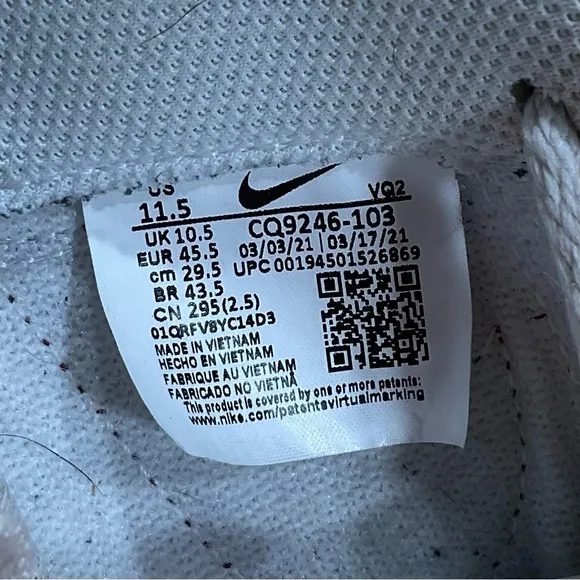 US
VQ2
11.5
CQ9246-103
UK 10.5
03/03/21 | 03/17/21
EUR 45.5
UPC 00194501526869
cm 29.5
BR 43.5
CN 295(2.5)
01QRFV8YC14D3
MADE IN VIETNAM
HECHO EN VIETNAM
FABRIQUE AU VIETNAM
FABRICADO NO VIETNÃ
This product is covered by one or more patents:
www.nike.com/patentsvirtualmarking